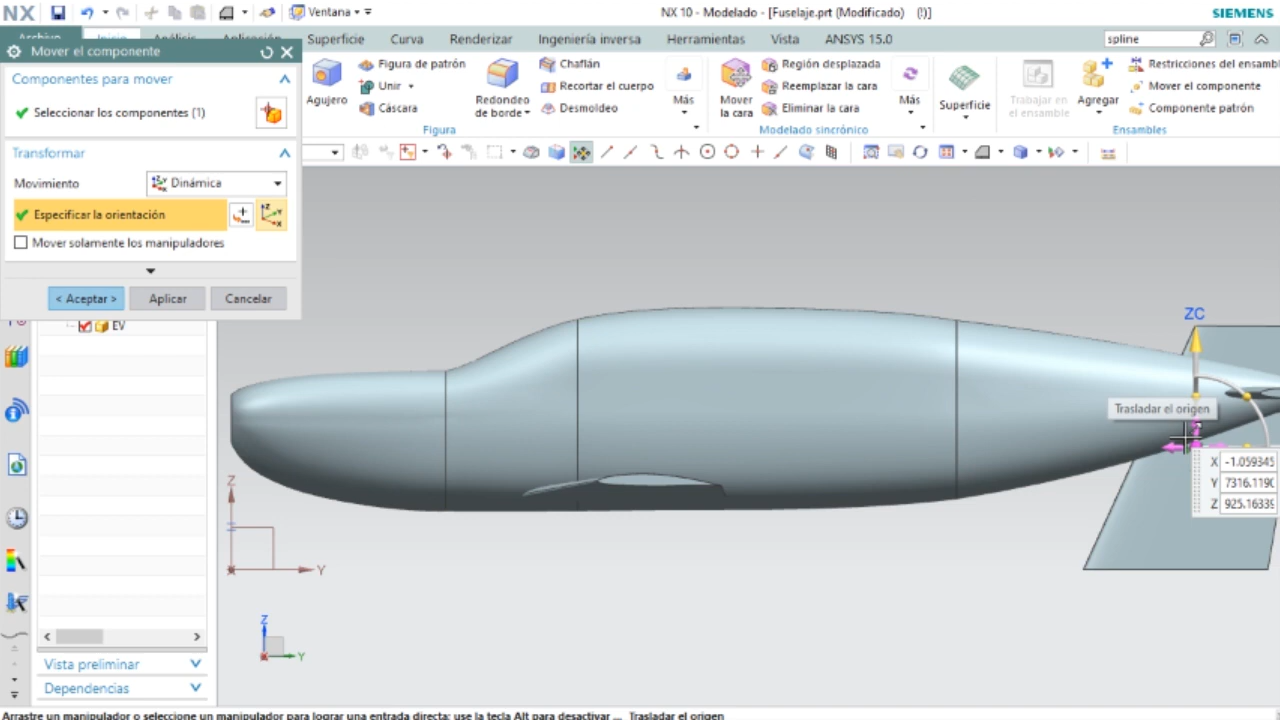 NX
Ventana
NX 10 - Modelado - [Fuselaje.prt (Modificado) (!)]
SIEMENS
Archivo Inicio Análisis Aplicación Superficie Curva Renderizar Ingeniería inversa Herramientas Vista ANSYS 15.0
spline
Mover el componente
Componentes para mover
Seleccionar los componentes (1)
Transformar
Movimiento
Dinámica
Especificar la orientación
Mover solamente los manipuladores
< Aceptar >
Aplicar
Cancelar
Agujero
Figura de patrón
Unir
Cáscara
Redondeo
de borde
Chaflán
Recortar el cuerpo
Desmoldeo
Más
Figura
Mover
la cara
Región desplazada
Reemplazar la cara
Eliminar la cara
Más
Modelado sincrónico
Superficie
Trabajar en
el ensamble
Agregar
Restricciones del ensambl
Mover el componente
Componente patrón
Ensambles
EV
ZC
Trasladar el origen
X -1.059345
Y 7316.1190
Z 925.16339
Z
Y
Z
Y
Vista preliminar
Dependencias
Arrastre un manipulador o seleccione un manipulador para lograr una entrada directa; use la tecla Alt para desactivar ... Trasladar el origen